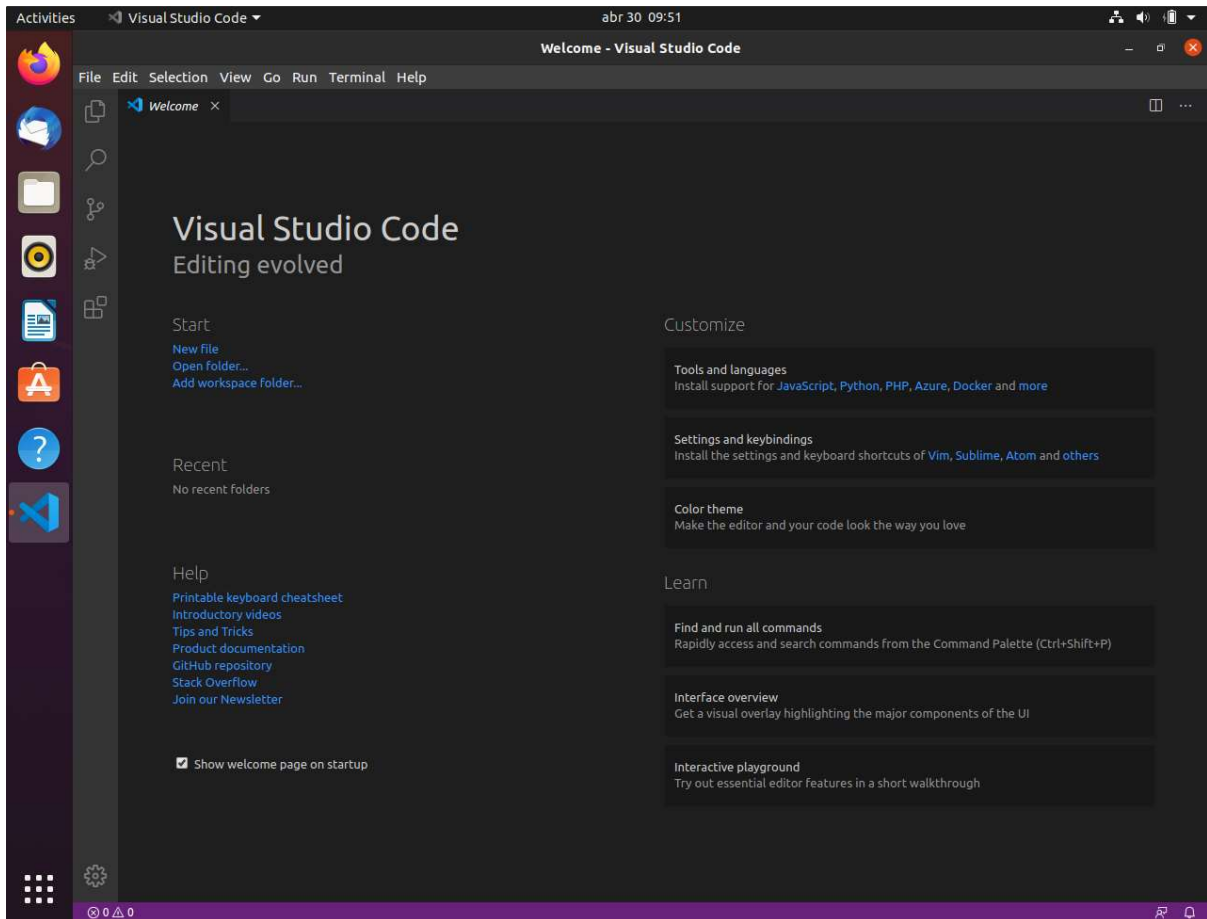 Activities
Visual Studio Code
abr 30 09:51
Welcome - Visual Studio Code
File Edit Selection View Go Run Terminal Help
Welcome
Visual Studio Code
Editing evolved
Start
New file
Open folder...
Add workspace folder...
Recent
No recent folders
Help
Printable keyboard cheatsheet
Introductory videos
Tips and Tricks
Product documentation
GitHub repository
Stack Overflow
Join our Newsletter
Show welcome page on startup
Customize
Tools and languages
Install support for JavaScript, Python, PHP, Azure, Docker and more
Settings and keybindings
Install the settings and keyboard shortcuts of Vim, Sublime, Atom and others
Color theme
Make the editor and your code look the way you love
Learn
Find and run all commands
Rapidly access and search commands from the Command Palette (Ctrl+Shift+P)
Interface overview
Get a visual overlay highlighting the major components of the UI
Interactive playground
Try out essential editor features in a short walkthrough
0 0